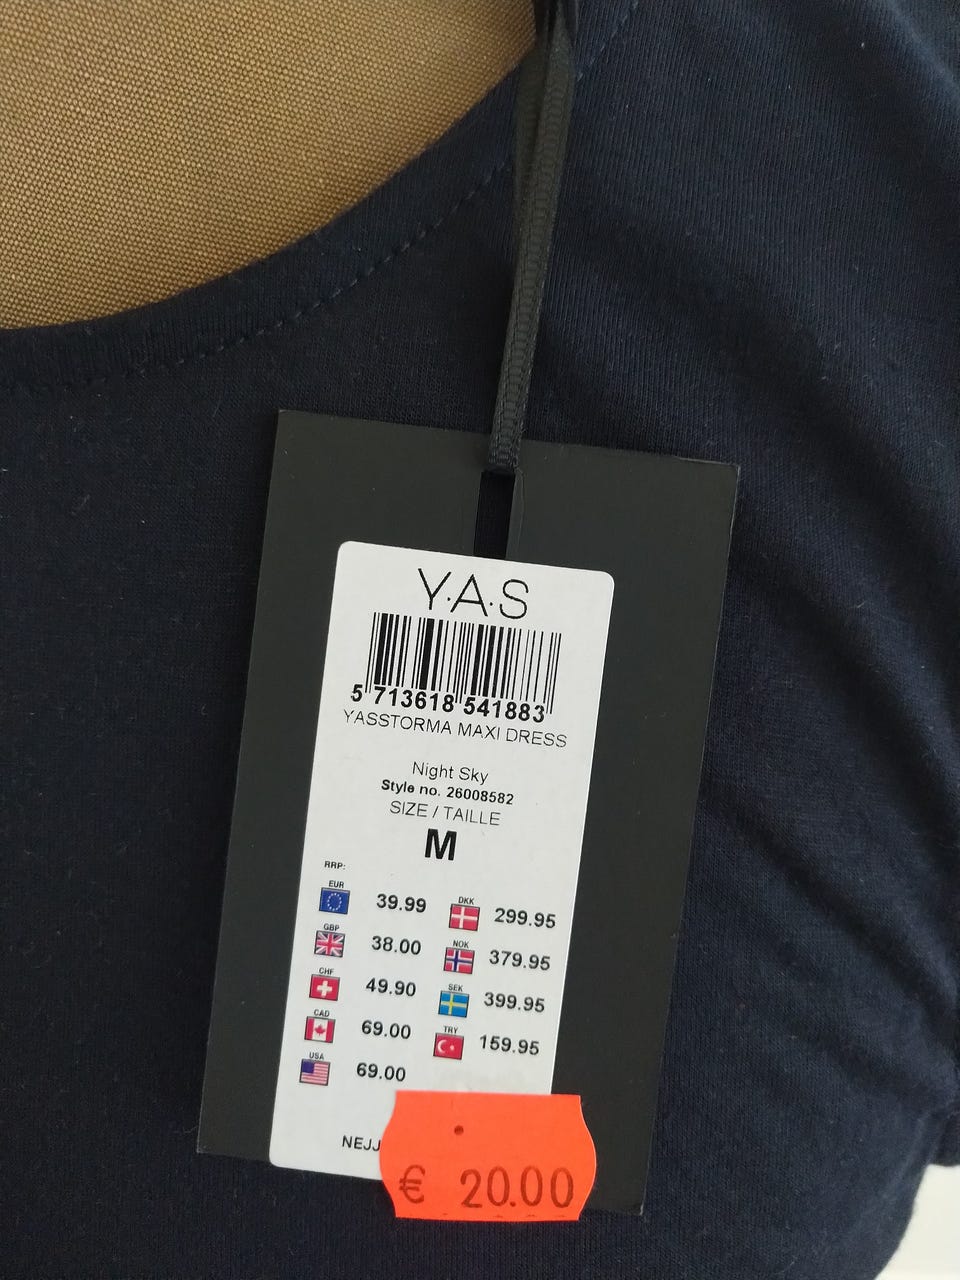 Y.A.S
5 713618 541883
YASSTORMA MAXI DRESS
Night Sky
Style no. 26008582
SIZE / TAILLE
M
RRP:
EUR 39.99
DKK 299.95
GBP 38.00
NOK 379.95
CHF 49.90
SEK 399.95
CAD 69.00
TRY 159.95
USA 69.00
NEJJ
€ 20.00